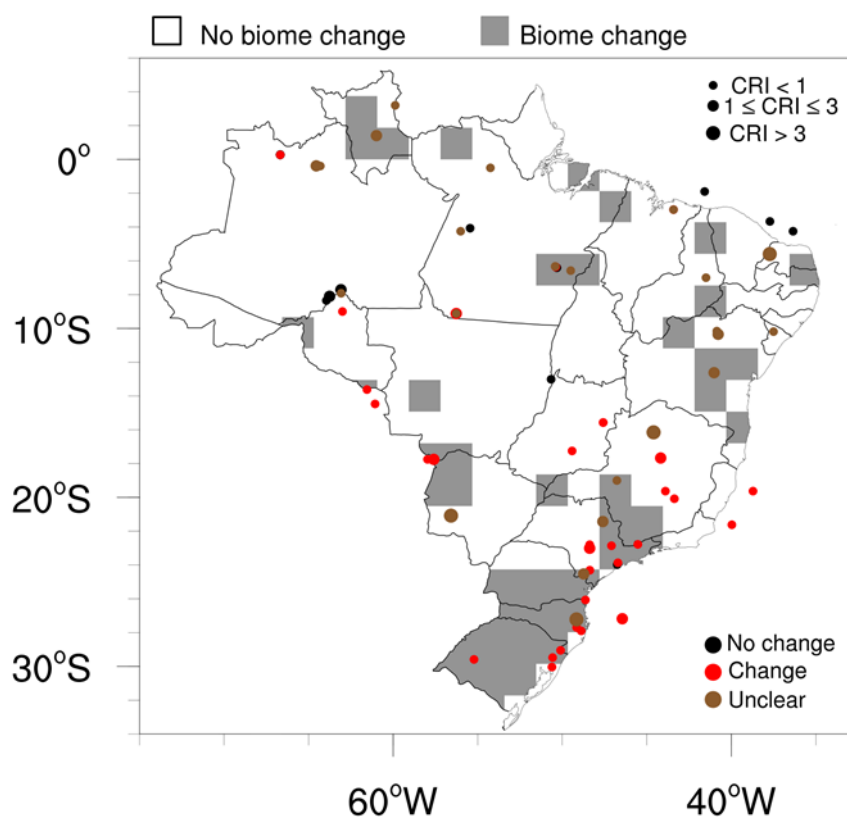 No biome change
Biome change
CRI < 1
1 ≤ CRI ≤ 3
CRI > 3
0°
10°S
20°S
30°S
No change
Change
Unclear
60°W
40°W